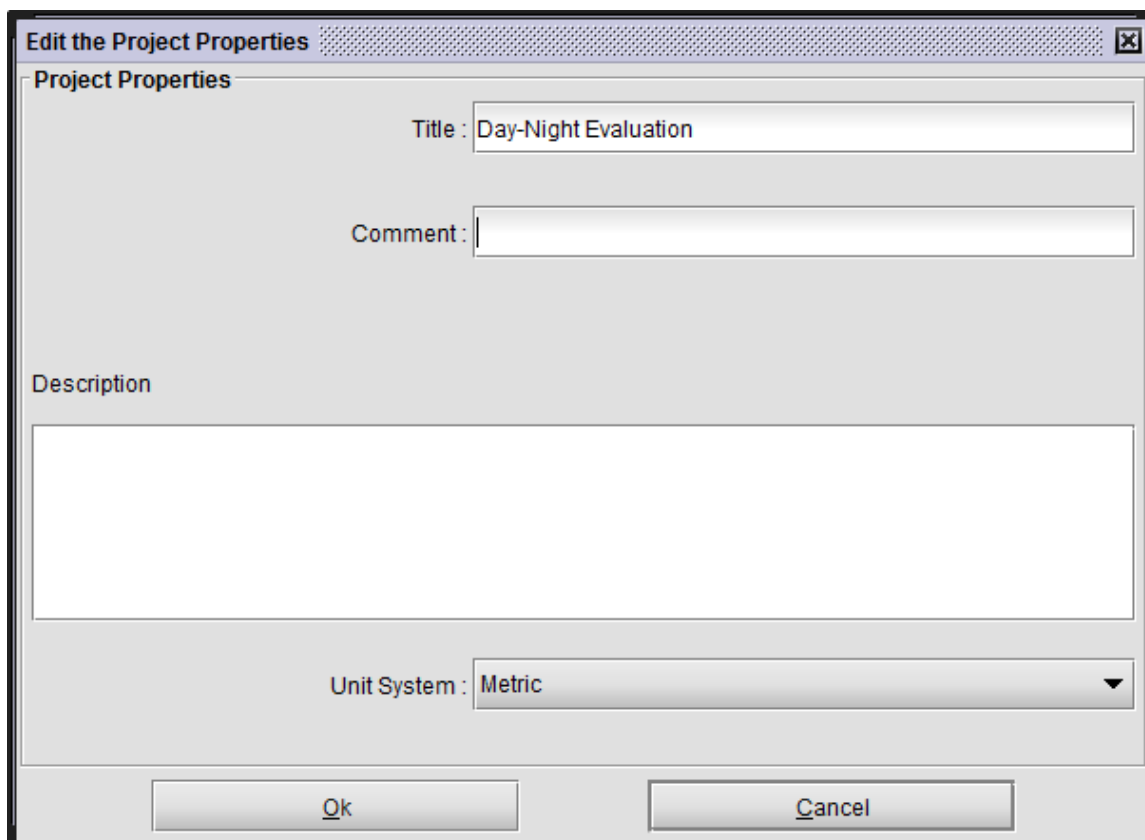 Edit the Project Properties
Project Properties
Title : Day-Night Evaluation
Comment :
Description
Unit System : Metric
Ok Cancel